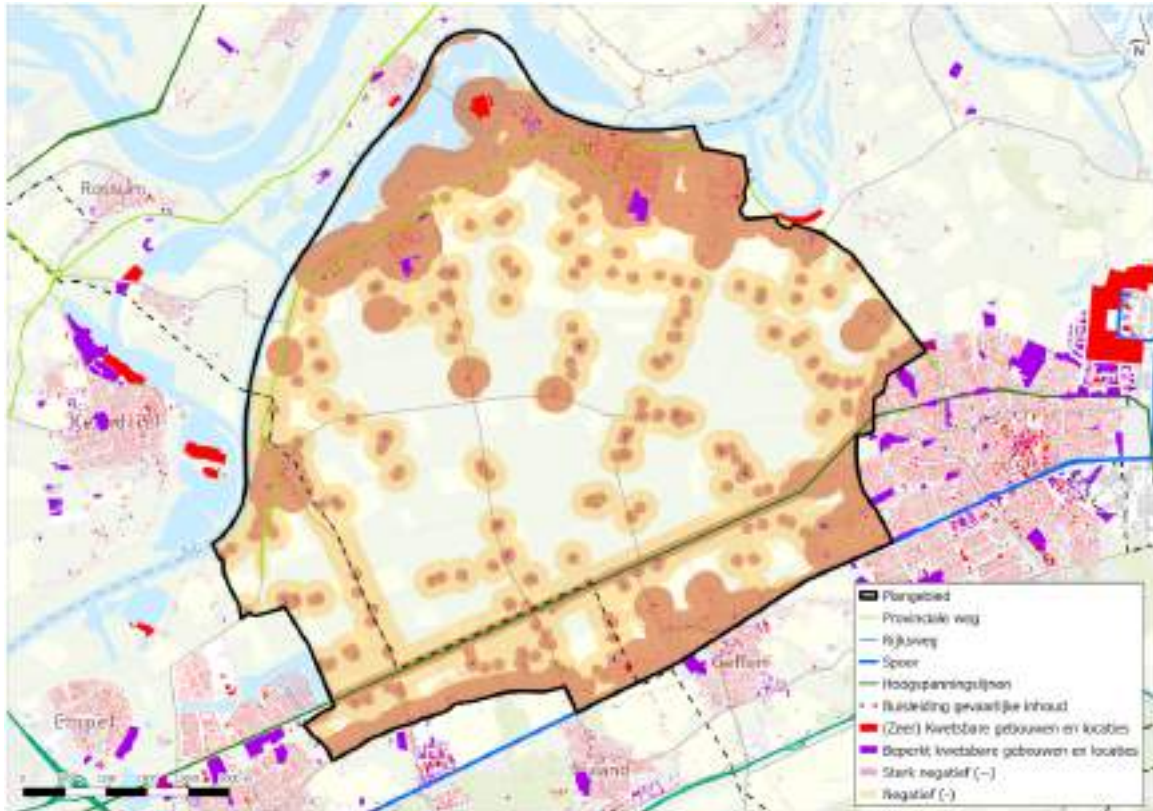 N
Rossum
Empel
Geffen
Plangebied
Provinciale weg
Rijksweg
Spoor
Hoogspanningslijnen
Buisleiding gevaarlijke inhoud
(Zeer) Kwetsbare gebouwen en locaties
Beperkt kwetsbare gebouwen en locaties
Sterk negatief (--)
Negatief (-)